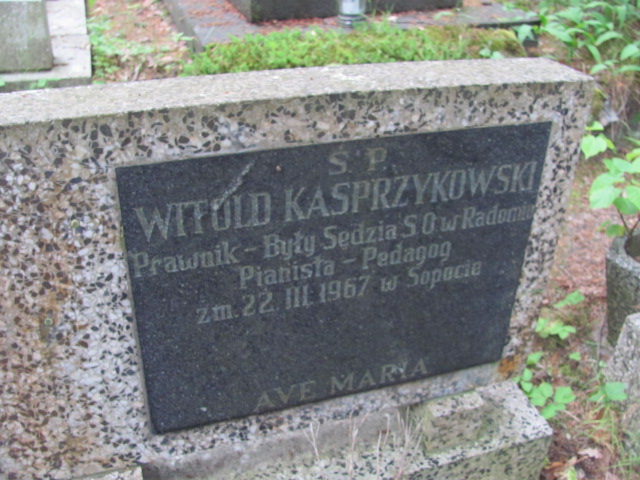 Ś. P.
WITOLD KASPRZYKOWSKI
Prawnik - Były Sędzia S.O. w Radomiu
Pianista - Pedagog
zm. 22. III. 1967 w Sopocie
AVE MARIA